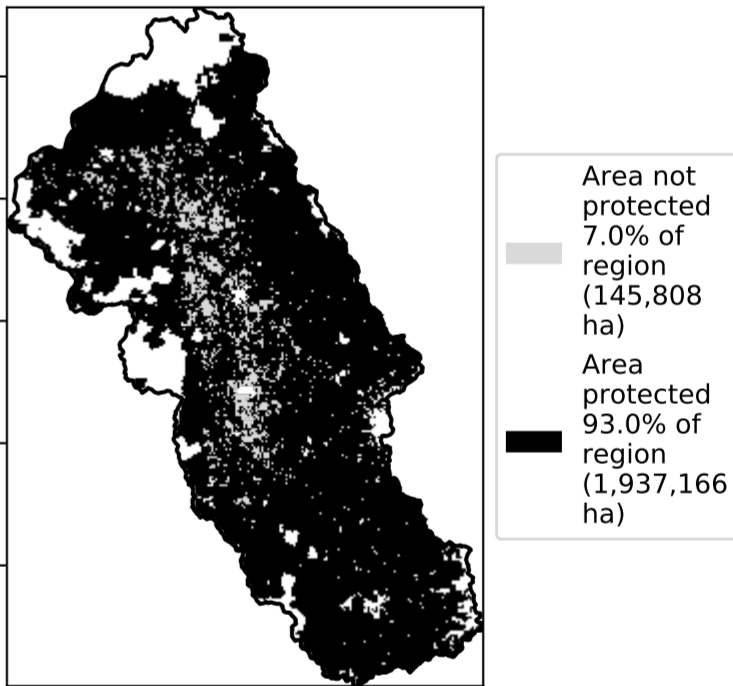 Area not
protected
7.0% of
region
(145,808
ha)
Area
protected
93.0% of
region
(1,937,166
ha)